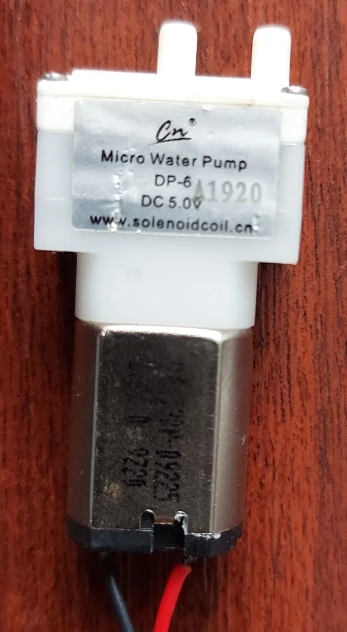 Cn®
Micro Water Pump
DP-6
A1920
DC 5.0V
www.solenoidcoil.cn